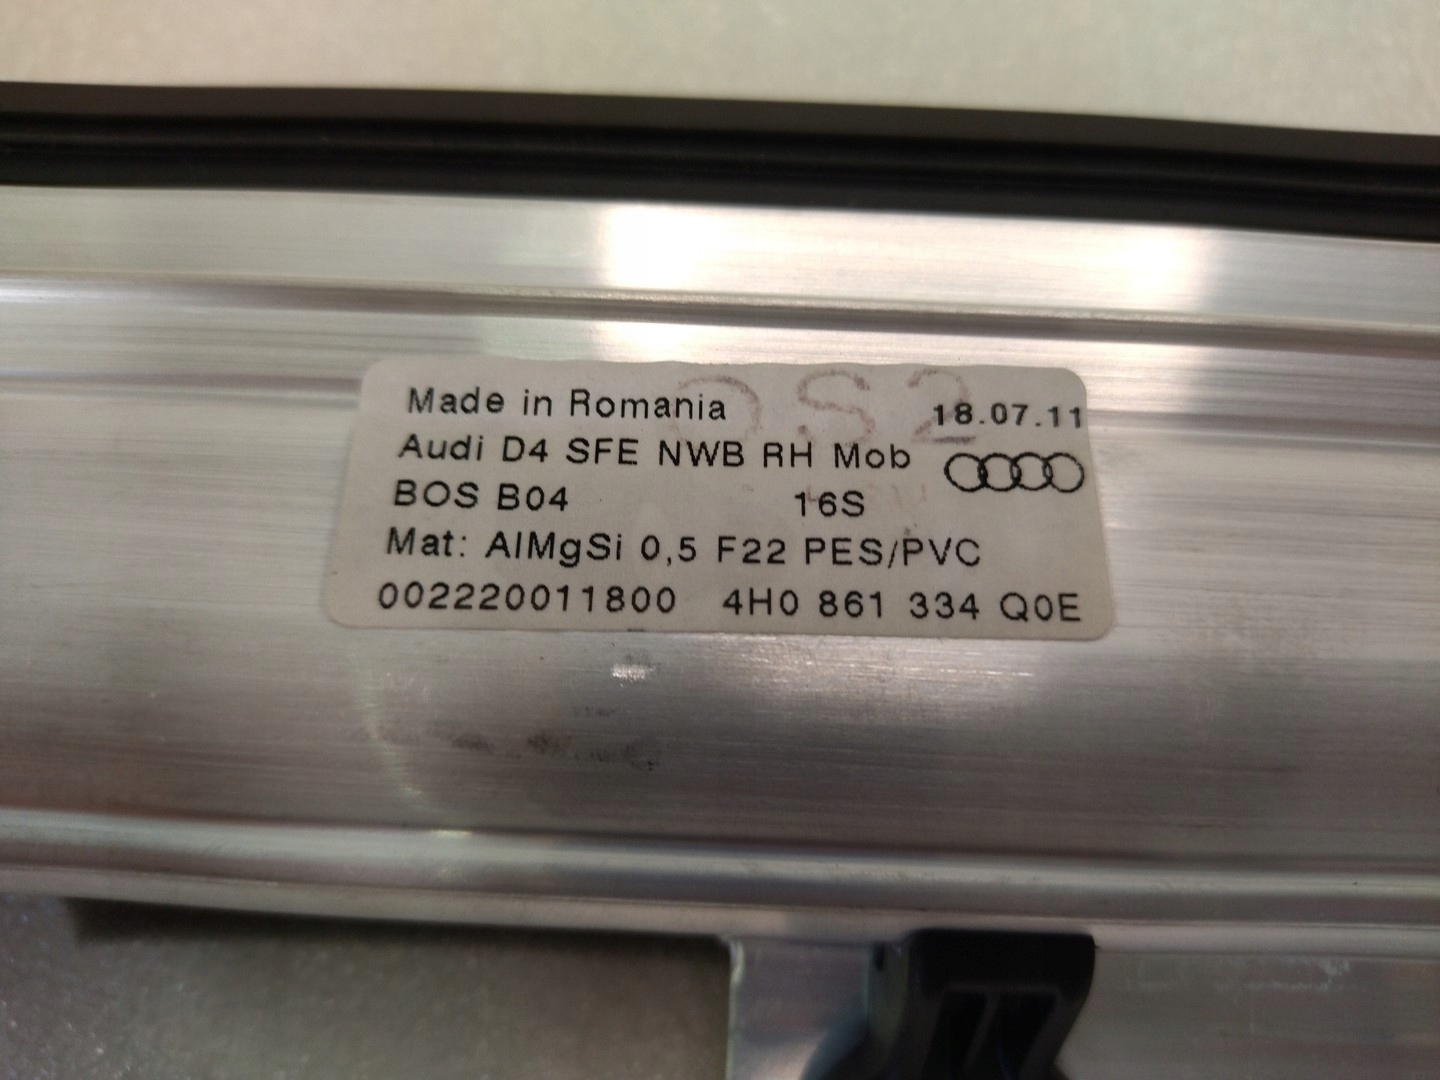 OS2
Made in Romania 18.07.11
Audi D4 SFE NWB RH Mob
BOS B04 16S
Mat: AlMgSi 0,5 F22 PES/PVC
002220011800 4H0 861 334 Q0E